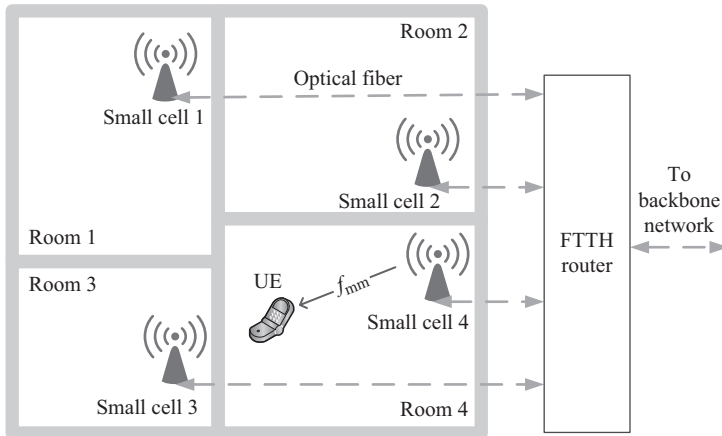 Room 2
Optical fiber
Small cell 1
To
backbone
network
Small cell 2
Room 1
FTTH
router
Room 3
UE
f_mm
Small cell 4
Small cell 3
Room 4